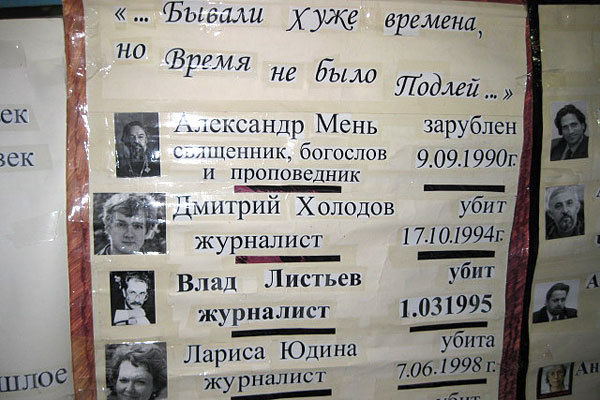 «... Бывали Хуже времена,
но Время не было Подлей...»
Александр Мень зарублен
священник, богослов 9.09.1990г.
и проповедник
Дмитрий Холодов убит
журналист 17.10.1994г.
Влад Листьев убит
журналист 1.031995
Лариса Юдина убита
журналист 7.06.1998г.
ек
век
шлое
Ан